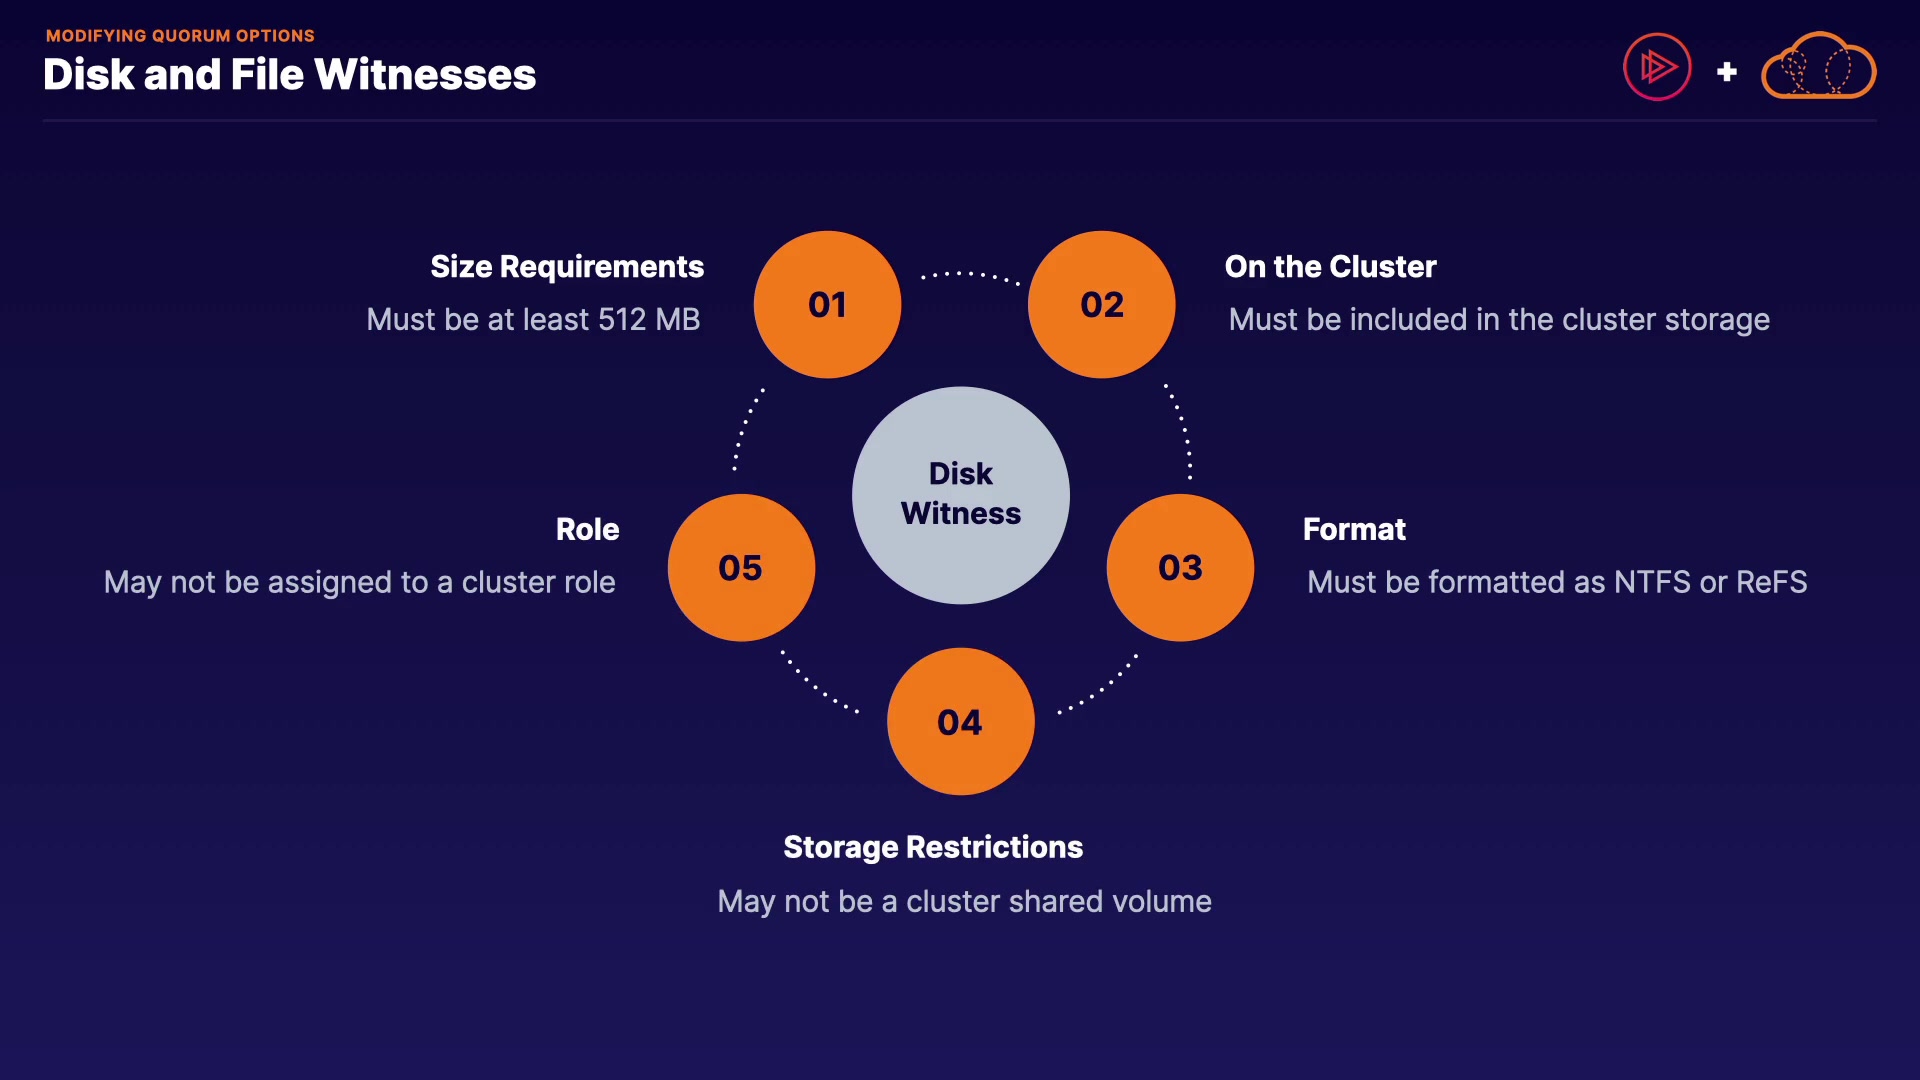 MODIFYING QUORUM OPTIONS
Disk and File Witnesses
Size Requirements
Must be at least 512 MB
01
02
On the Cluster
Must be included in the cluster storage
Disk
Witness
Role
May not be assigned to a cluster role
05
03
Format
Must be formatted as NTFS or ReFS
04
Storage Restrictions
May not be a cluster shared volume